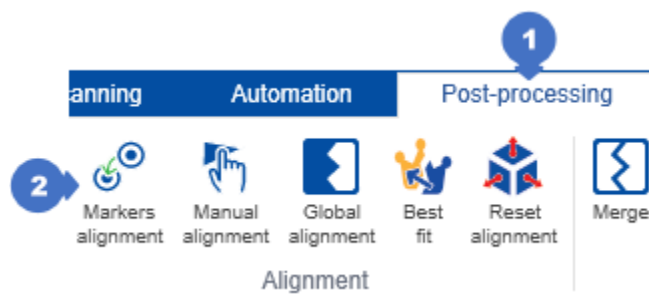 1
anning Automation Post-processing
2
Markers alignment
Manual alignment
Global alignment
Best fit
Reset alignment
Merge
Alignment